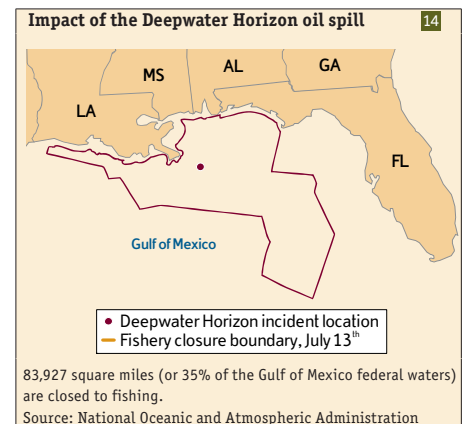 Impact of the Deepwater Horizon oil spill 14
MS AL GA
LA
FL
Gulf of Mexico
Deepwater Horizon incident location
Fishery closure boundary, July 13th
83,927 square miles (or 35% of the Gulf of Mexico federal waters)
are closed to fishing.
Source: National Oceanic and Atmospheric Administration